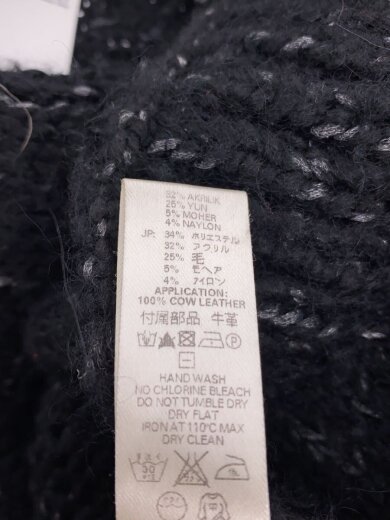 32% AKRİLİK
25% YUN
5% MOHER
4% NAYLON
JP: 34% ポリエステル
32% アクリル
25% 毛
5% モヘア
4% ナイロン
APPLICATION:
100% COW LEATHER
付属部品 牛革
P
HAND WASH
NO CHLORINE BLEACH
DO NOT TUMBLE DRY
DRY FLAT
IRON AT 110°C MAX
DRY CLEAN
30